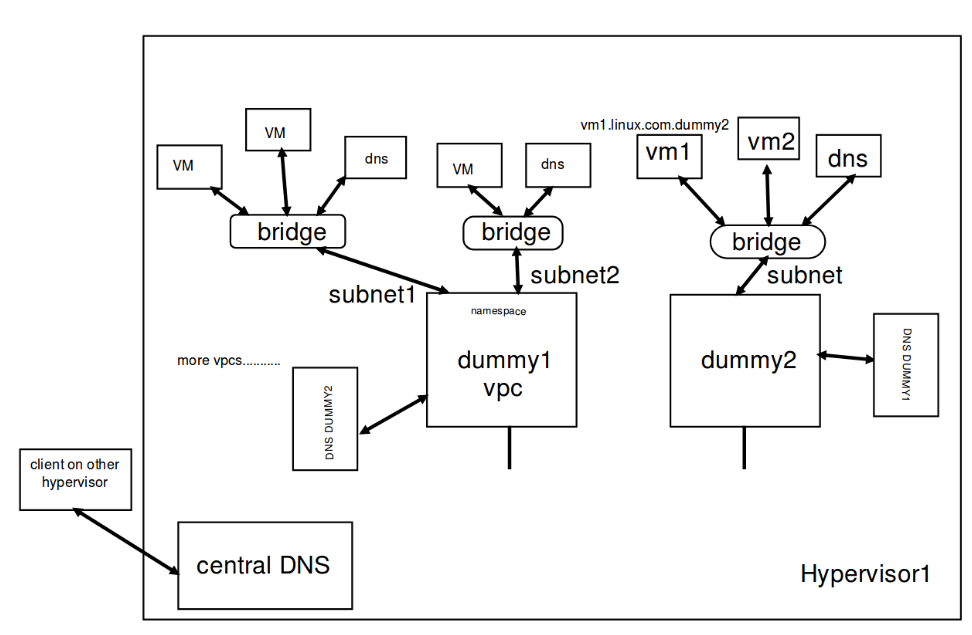 vm1.linux.com.dummy2
VM
VM
dns
VM
dns
vm1
vm2
dns
bridge
bridge
bridge
subnet1
subnet2
subnet
namespace
dummy1
vpc
dummy2
DNS DUMMY1
more vpcs...........
DNS DUMMY2
client on other
hypervisor
central DNS
Hypervisor1